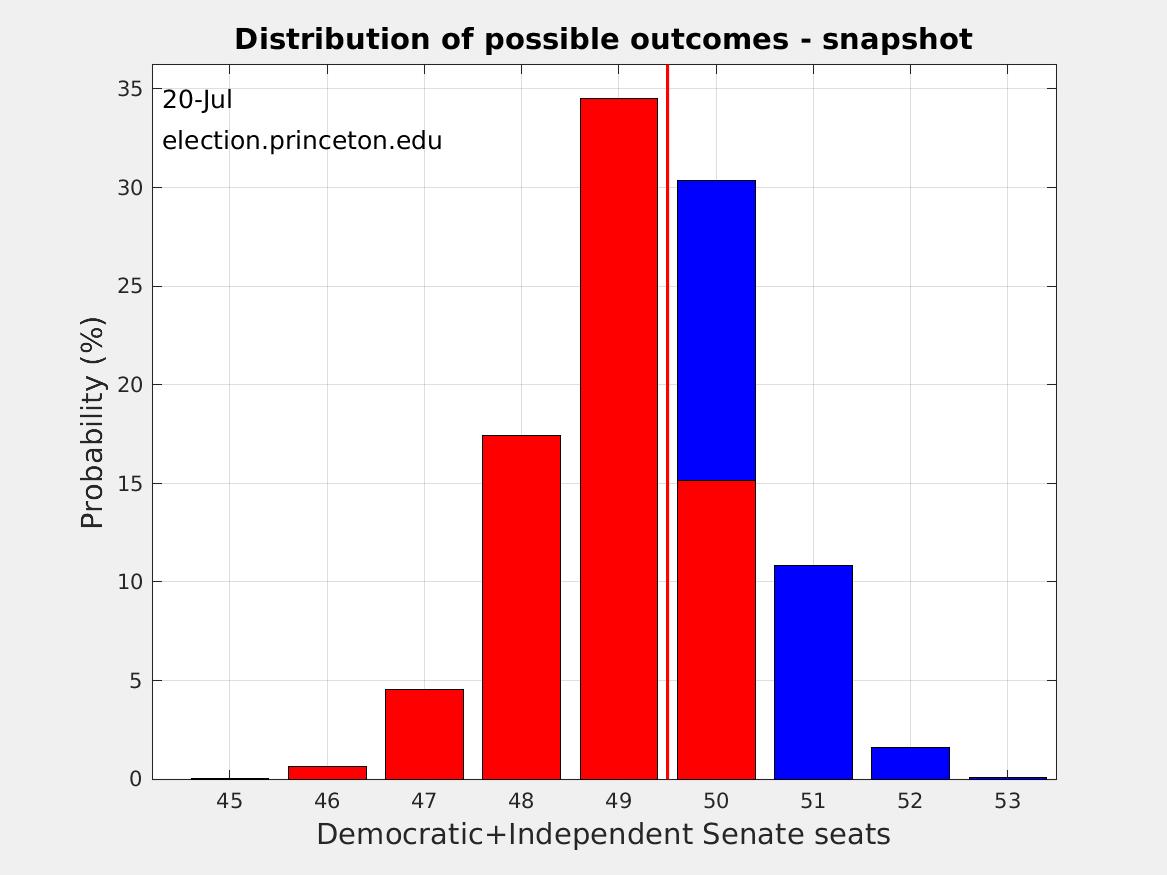 Distribution of possible outcomes - snapshot
20-Jul
election.princeton.edu
Probability (%)
35
30
25
20
15
10
5
0
45 46 47 48 49 50 51 52 53
Democratic+Independent Senate seats